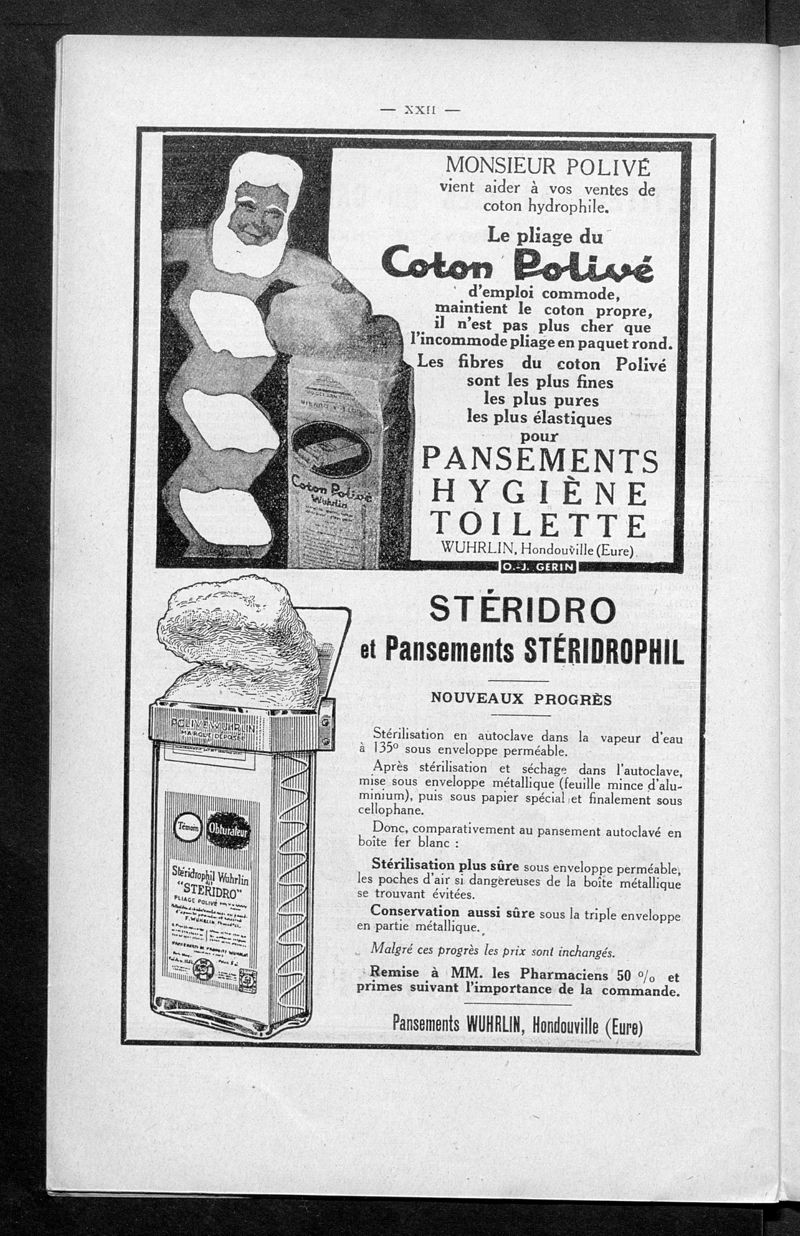 — XXII —
MONSIEUR POLIVÉ
vient aider à vos ventes de
coton hydrophile.
Le pliage du
Coton Polivé
d'emploi commode,
maintient le coton propre,
il n'est pas plus cher que
l'incommode pliage en paquet rond.
Les fibres du coton Polivé
sont les plus fines
les plus pures
les plus élastiques
pour
PANSEMENTS
HYGIÈNE
TOILETTE
WUHRLIN, Hondouville (Eure)
O.-J. GERIN
Coton Polivé
Wuhrlin
STÉRIDRO
et Pansements STÉRIDROPHIL
NOUVEAUX PROGRÈS
Stérilisation en autoclave dans la vapeur d'eau
à 135° sous enveloppe perméable.
Après stérilisation et séchage dans l'autoclave,
mise sous enveloppe métallique (feuille mince d'alu-
minium), puis sous papier spécial et finalement sous
cellophane.
Donc, comparativement au pansement autoclavé en
boîte fer blanc :
Stérilisation plus sûre sous enveloppe perméable,
les poches d'air si dangereuses de la boîte métallique
se trouvant évitées.
Conservation aussi sûre sous la triple enveloppe
en partie métallique.
Malgré ces progrès les prix sont inchangés.
Remise à MM. les Pharmaciens 50 % et
primes suivant l'importance de la commande.
Pansements WUHRLIN, Hondouville (Eure)
POLIVÉ WUHRLIN
MARQUE DÉPOSÉE
Témoin
Obturateur
Stéridrophil Wuhrlin
"STERIDRO"
PLIAGE POLIVÉ